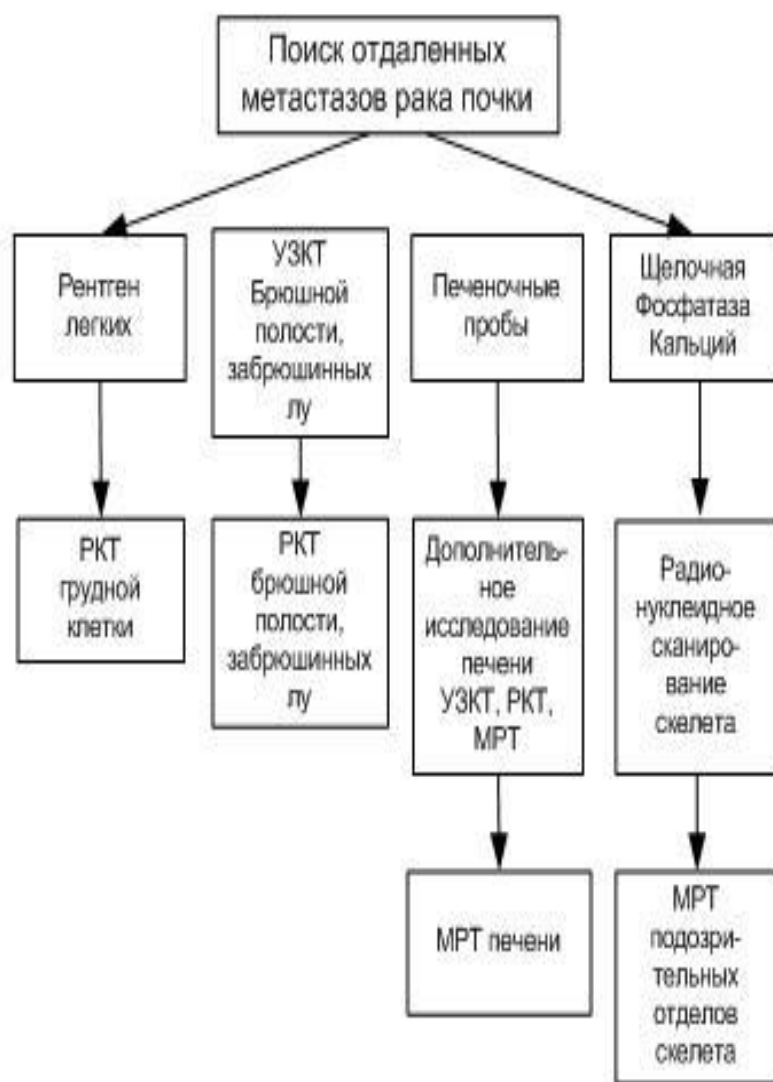 Поиск отдаленных
метастазов рака почки
Рентген
легких
УЗКТ
Брюшной
полости,
забрюшинных
лу
Печеночные
пробы
Щелочная
Фосфатаза
Кальций
РКТ
грудной
клетки
РКТ
брюшной
полости,
забрюшинных
лу
Дополнитель-
ное
исследование
печени
УЗКТ, РКТ,
МРТ
Радио-
нуклеидное
сканиро-
вание
скелета
МРТ печени
МРТ
подозри-
тельных
отделов
скелета